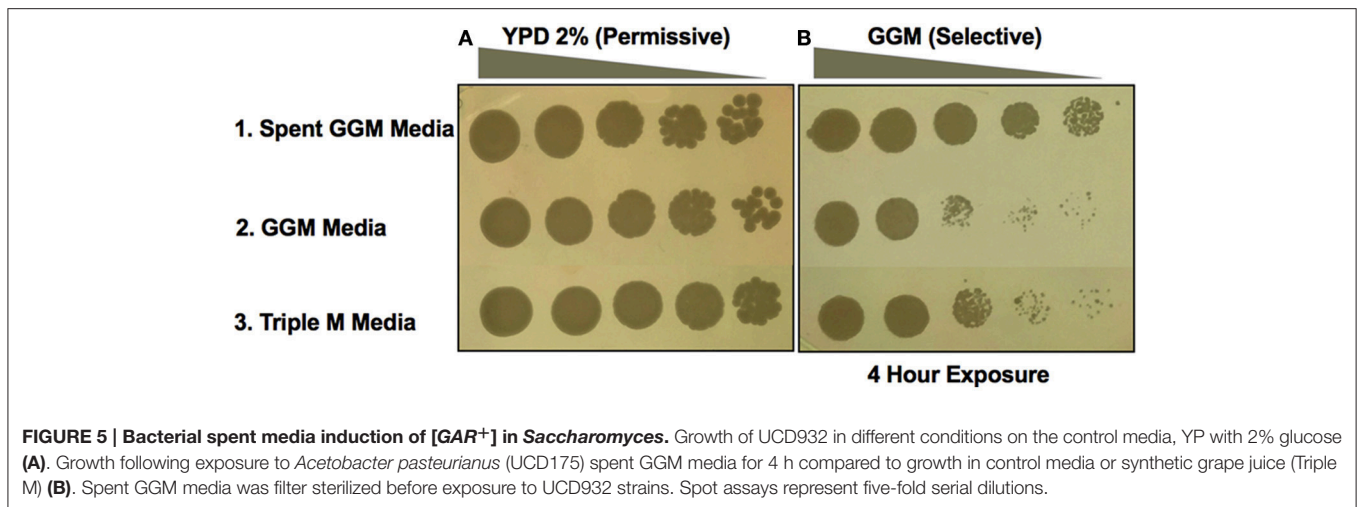 A YPD 2% (Permissive)
B GGM (Selective)
1. Spent GGM Media
2. GGM Media
3. Triple M Media
4 Hour Exposure
FIGURE 5 | Bacterial spent media induction of [GAR+] in Saccharomyces. Growth of UCD932 in different conditions on the control media, YP with 2% glucose
(A). Growth following exposure to Acetobacter pasteurianus (UCD175) spent GGM media for 4 h compared to growth in control media or synthetic grape juice (Triple
M) (B). Spent GGM media was filter sterilized before exposure to UCD932 strains. Spot assays represent five-fold serial dilutions.